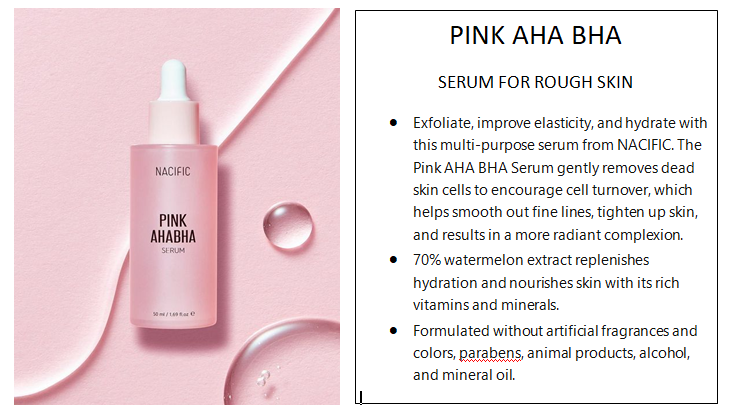 NACIFIC
PINK
AHABHA
SERUM
50 ml / 1.69 fl.oz ℮
PINK AHA BHA
SERUM FOR ROUGH SKIN
● Exfoliate, improve elasticity, and hydrate with
this multi-purpose serum from NACIFIC. The
Pink AHA BHA Serum gently removes dead
skin cells to encourage cell turnover, which
helps smooth out fine lines, tighten up skin,
and results in a more radiant complexion.
● 70% watermelon extract replenishes
hydration and nourishes skin with its rich
vitamins and minerals.
● Formulated without artificial fragrances and
colors, parabens, animal products, alcohol,
and mineral oil.